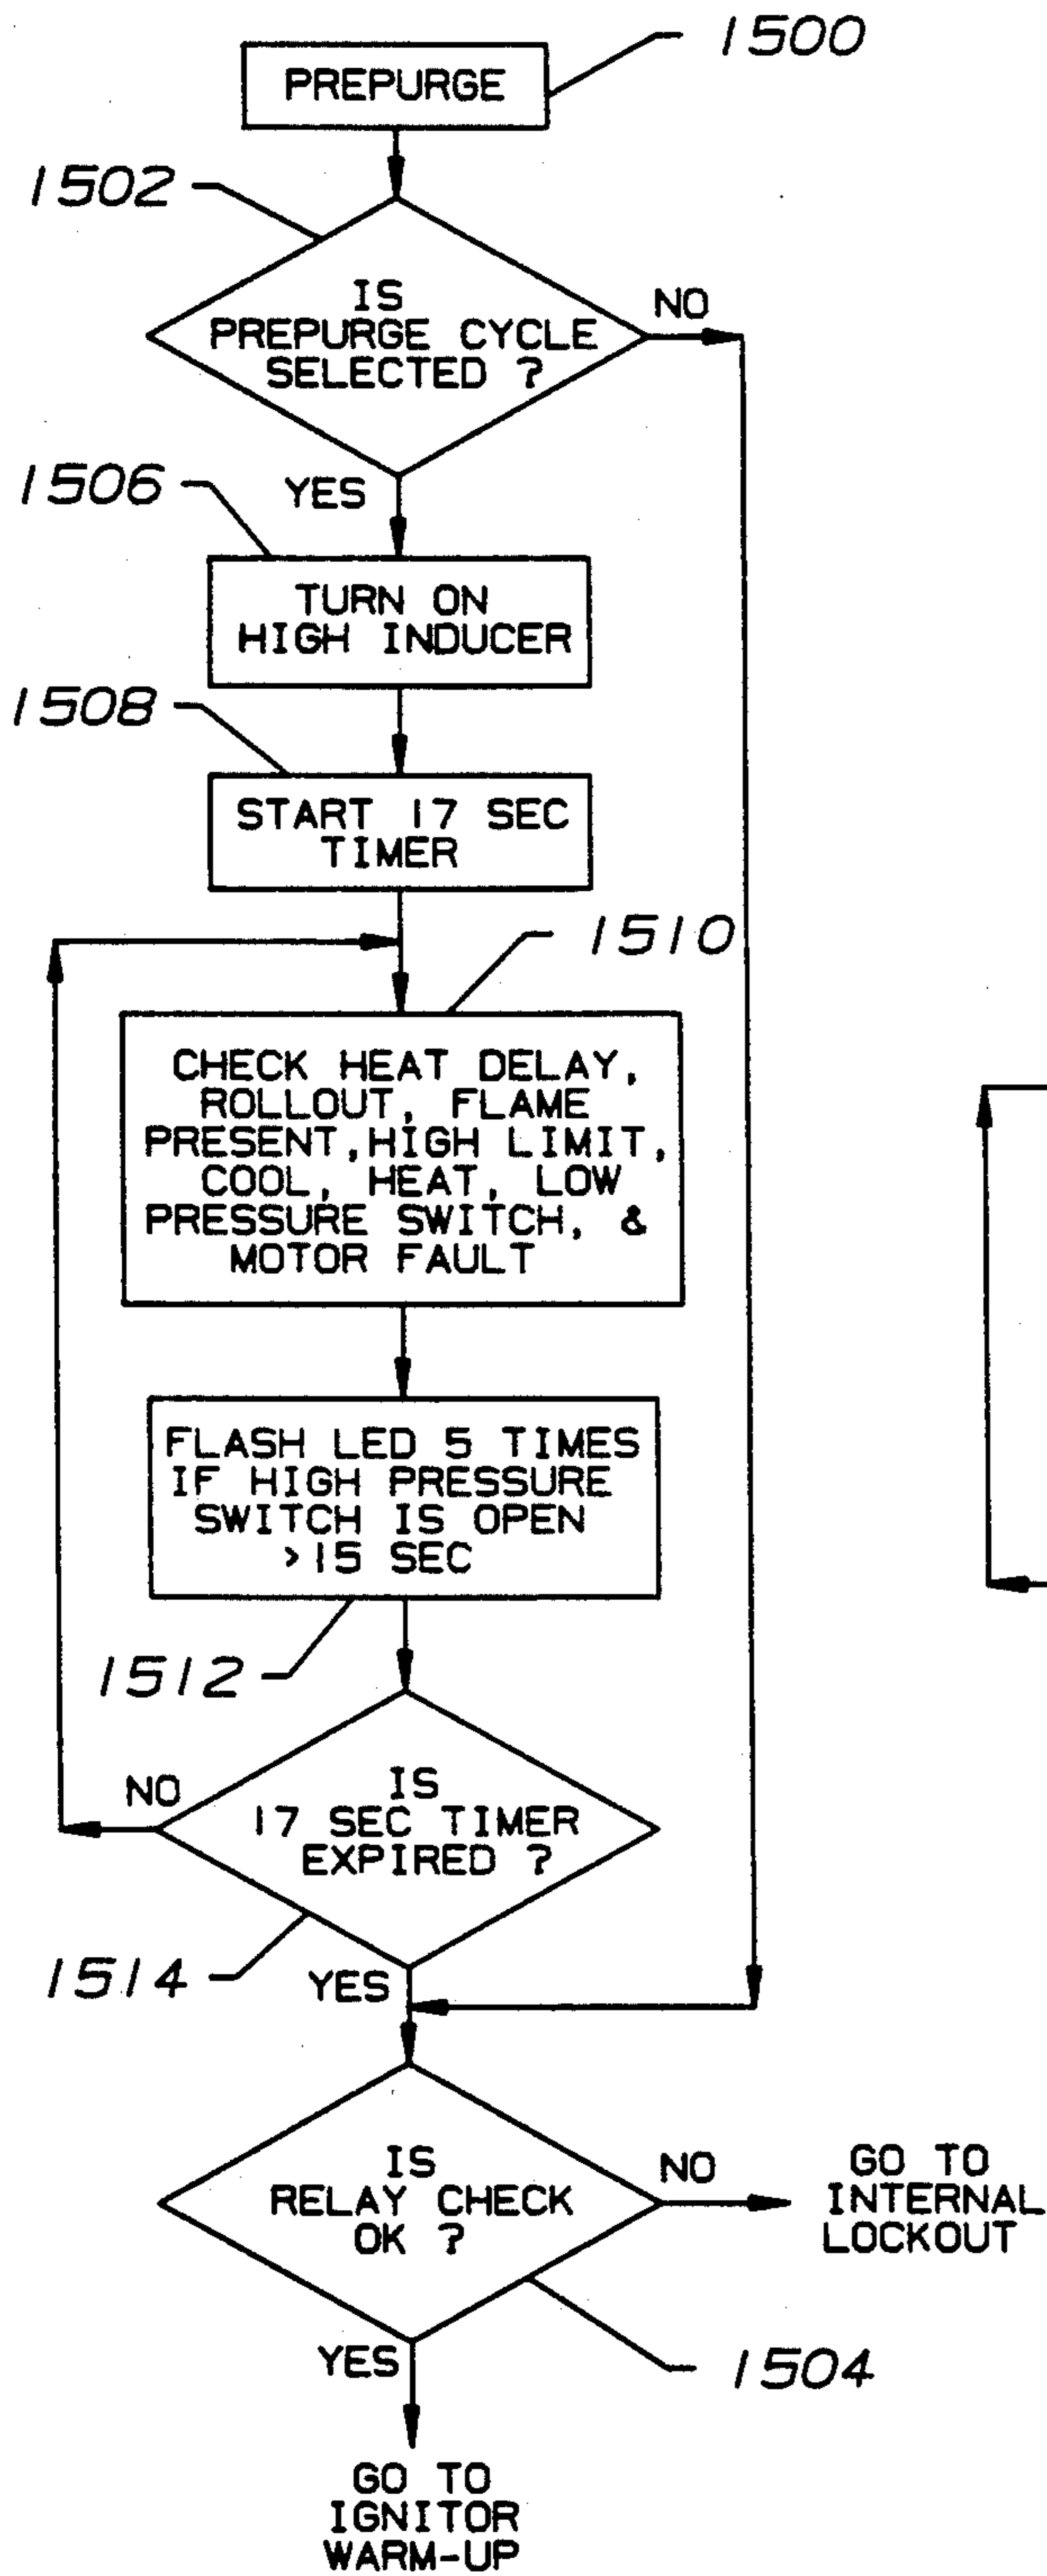 1500
PREPURGE
1502
IS
PREPURGE CYCLE
SELECTED ?
NO
YES
1506
TURN ON
HIGH INDUCER
1508
START 17 SEC
TIMER
1510
CHECK HEAT DELAY,
ROLLOUT, FLAME
PRESENT, HIGH LIMIT,
COOL, HEAT, LOW
PRESSURE SWITCH, &
MOTOR FAULT
FLASH LED 5 TIMES
IF HIGH PRESSURE
SWITCH IS OPEN
>15 SEC
1512
NO
IS
17 SEC TIMER
EXPIRED ?
1514
YES
IS
RELAY CHECK
OK ?
NO
GO TO
INTERNAL
LOCKOUT
YES
1504
GO TO
IGNITOR
WARM-UP